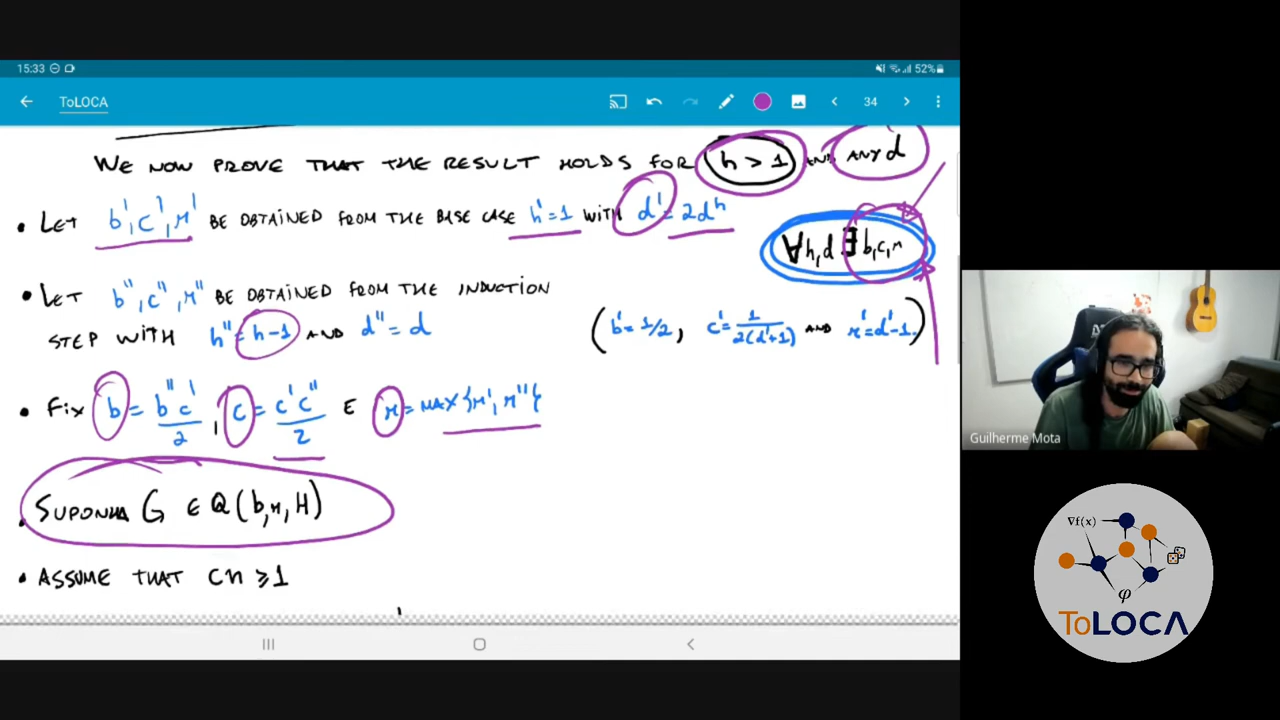 15:33
52%
ToLOCA
34
WE NOW PROVE THAT THE RESULT HOLDS FOR h > 1 AND ANY d
• LET b', c', r' BE OBTAINED FROM THE BASE CASE h'=1 WITH d' = 2d^h
∀h,d ∃ b,c,r
• LET b'', c'', r'' BE OBTAINED FROM THE INDUCTION
STEP WITH h'' = h-1 AND d'' = d
(b' = 1/2, c' = 1/2(d'+1) AND r' = d'-1.)
• FIX b = b''c'/2, c = c'c''/2 E r = MAX{r', r''}
• SUPONHA G ∈ Q(b,r,H)
• ASSUME THAT cn ≥ 1
Guilherme Mota
∇f(x)
φ
ToLOCA